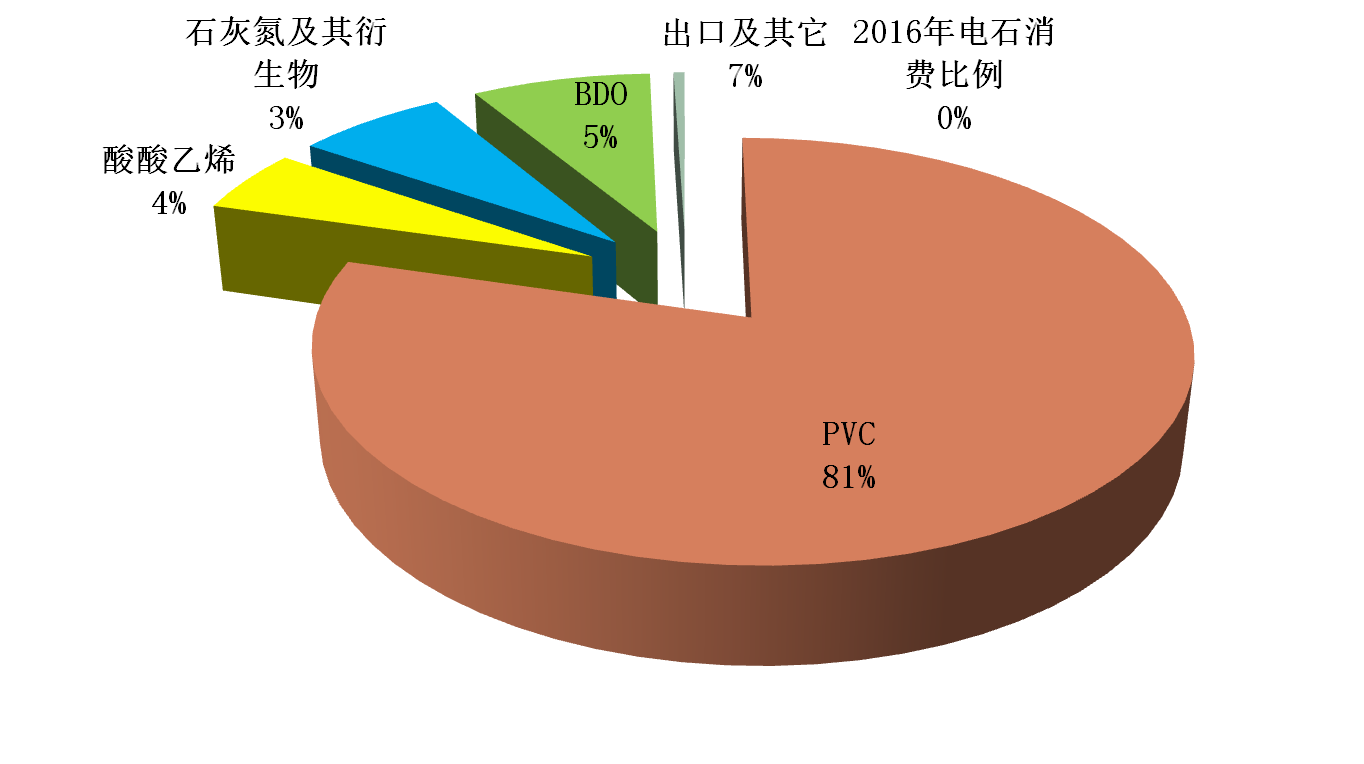 石灰氮及其衍
生物
3%
出口及其它
7%
2016年电石消
费比例
0%
BDO
5%
酸酸乙烯
4%
PVC
81%